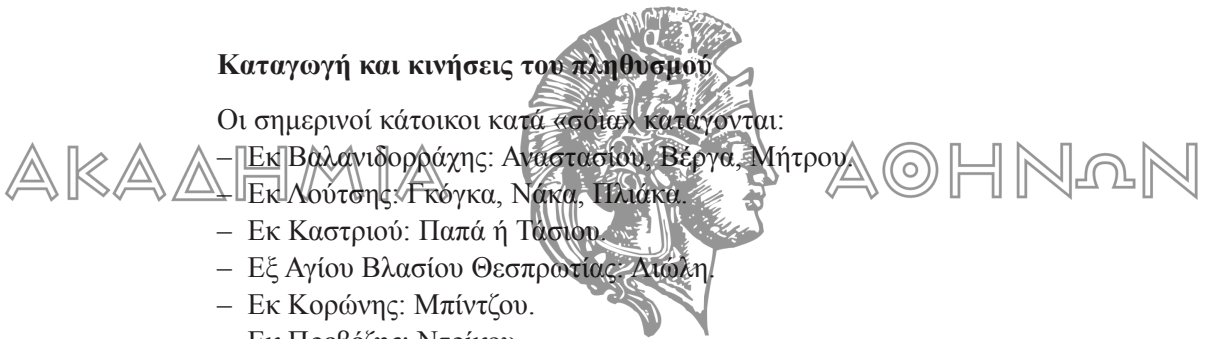 Καταγωγή και κινήσεις του πληθυσμού
Οι σημερινοί κάτοικοι κατά «σόια» κατάγονται:
– Εκ Βαλανιδορράχης: Αναστασίου, Βέργα, Μήτρου.
– Εκ Λούτσης: Γκόγκα, Νάκα, Πλιάκα.
– Εκ Καστριού: Παπά ή Τάσιου.
– Εξ Αγίου Βλασίου Θεσπρωτίας: Λιώλη.
– Εκ Κορώνης: Μπίντζου.
ΑΚΑΔΗΜΙΑ ΑΘΗΝΩΝ